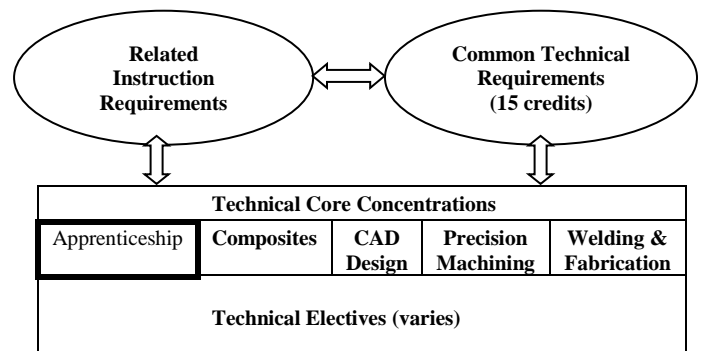 Related
Instruction
Requirements
Common Technical
Requirements
(15 credits)
Technical Core Concentrations
Apprenticeship
Composites
CAD
Design
Precision
Machining
Welding &
Fabrication
Technical Electives (varies)